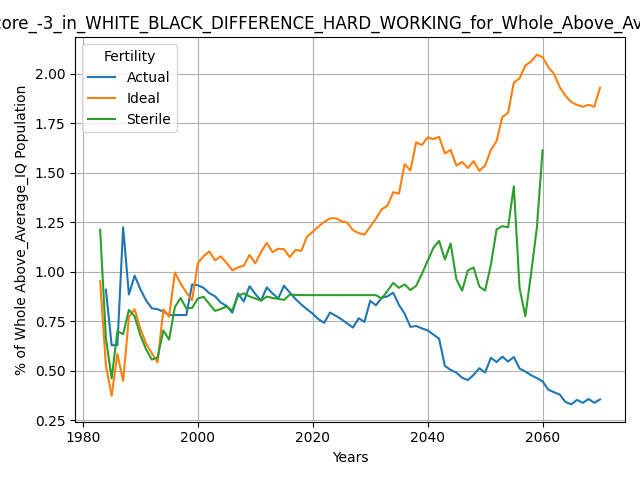 core_-3_in_WHITE_BLACK_DIFFERENCE_HARD_WORKING_for_Whole_Above_Av
Fertility
Actual
Ideal
Sterile
% of Whole Above_Average_IQ Population
2.00
1.75
1.50
1.25
1.00
0.75
0.50
0.25
1980
2000
2020
2040
2060
Years